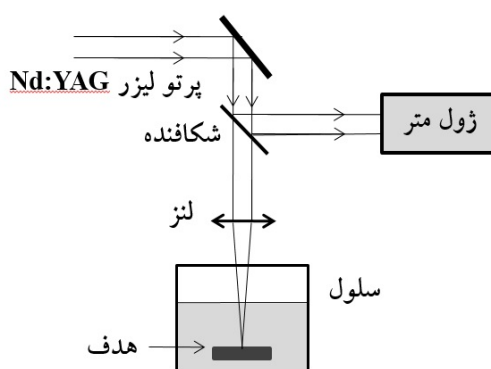 پرتو لیزر Nd:YAG
ژول متر
شکافنده
لنز
سلول
هدف